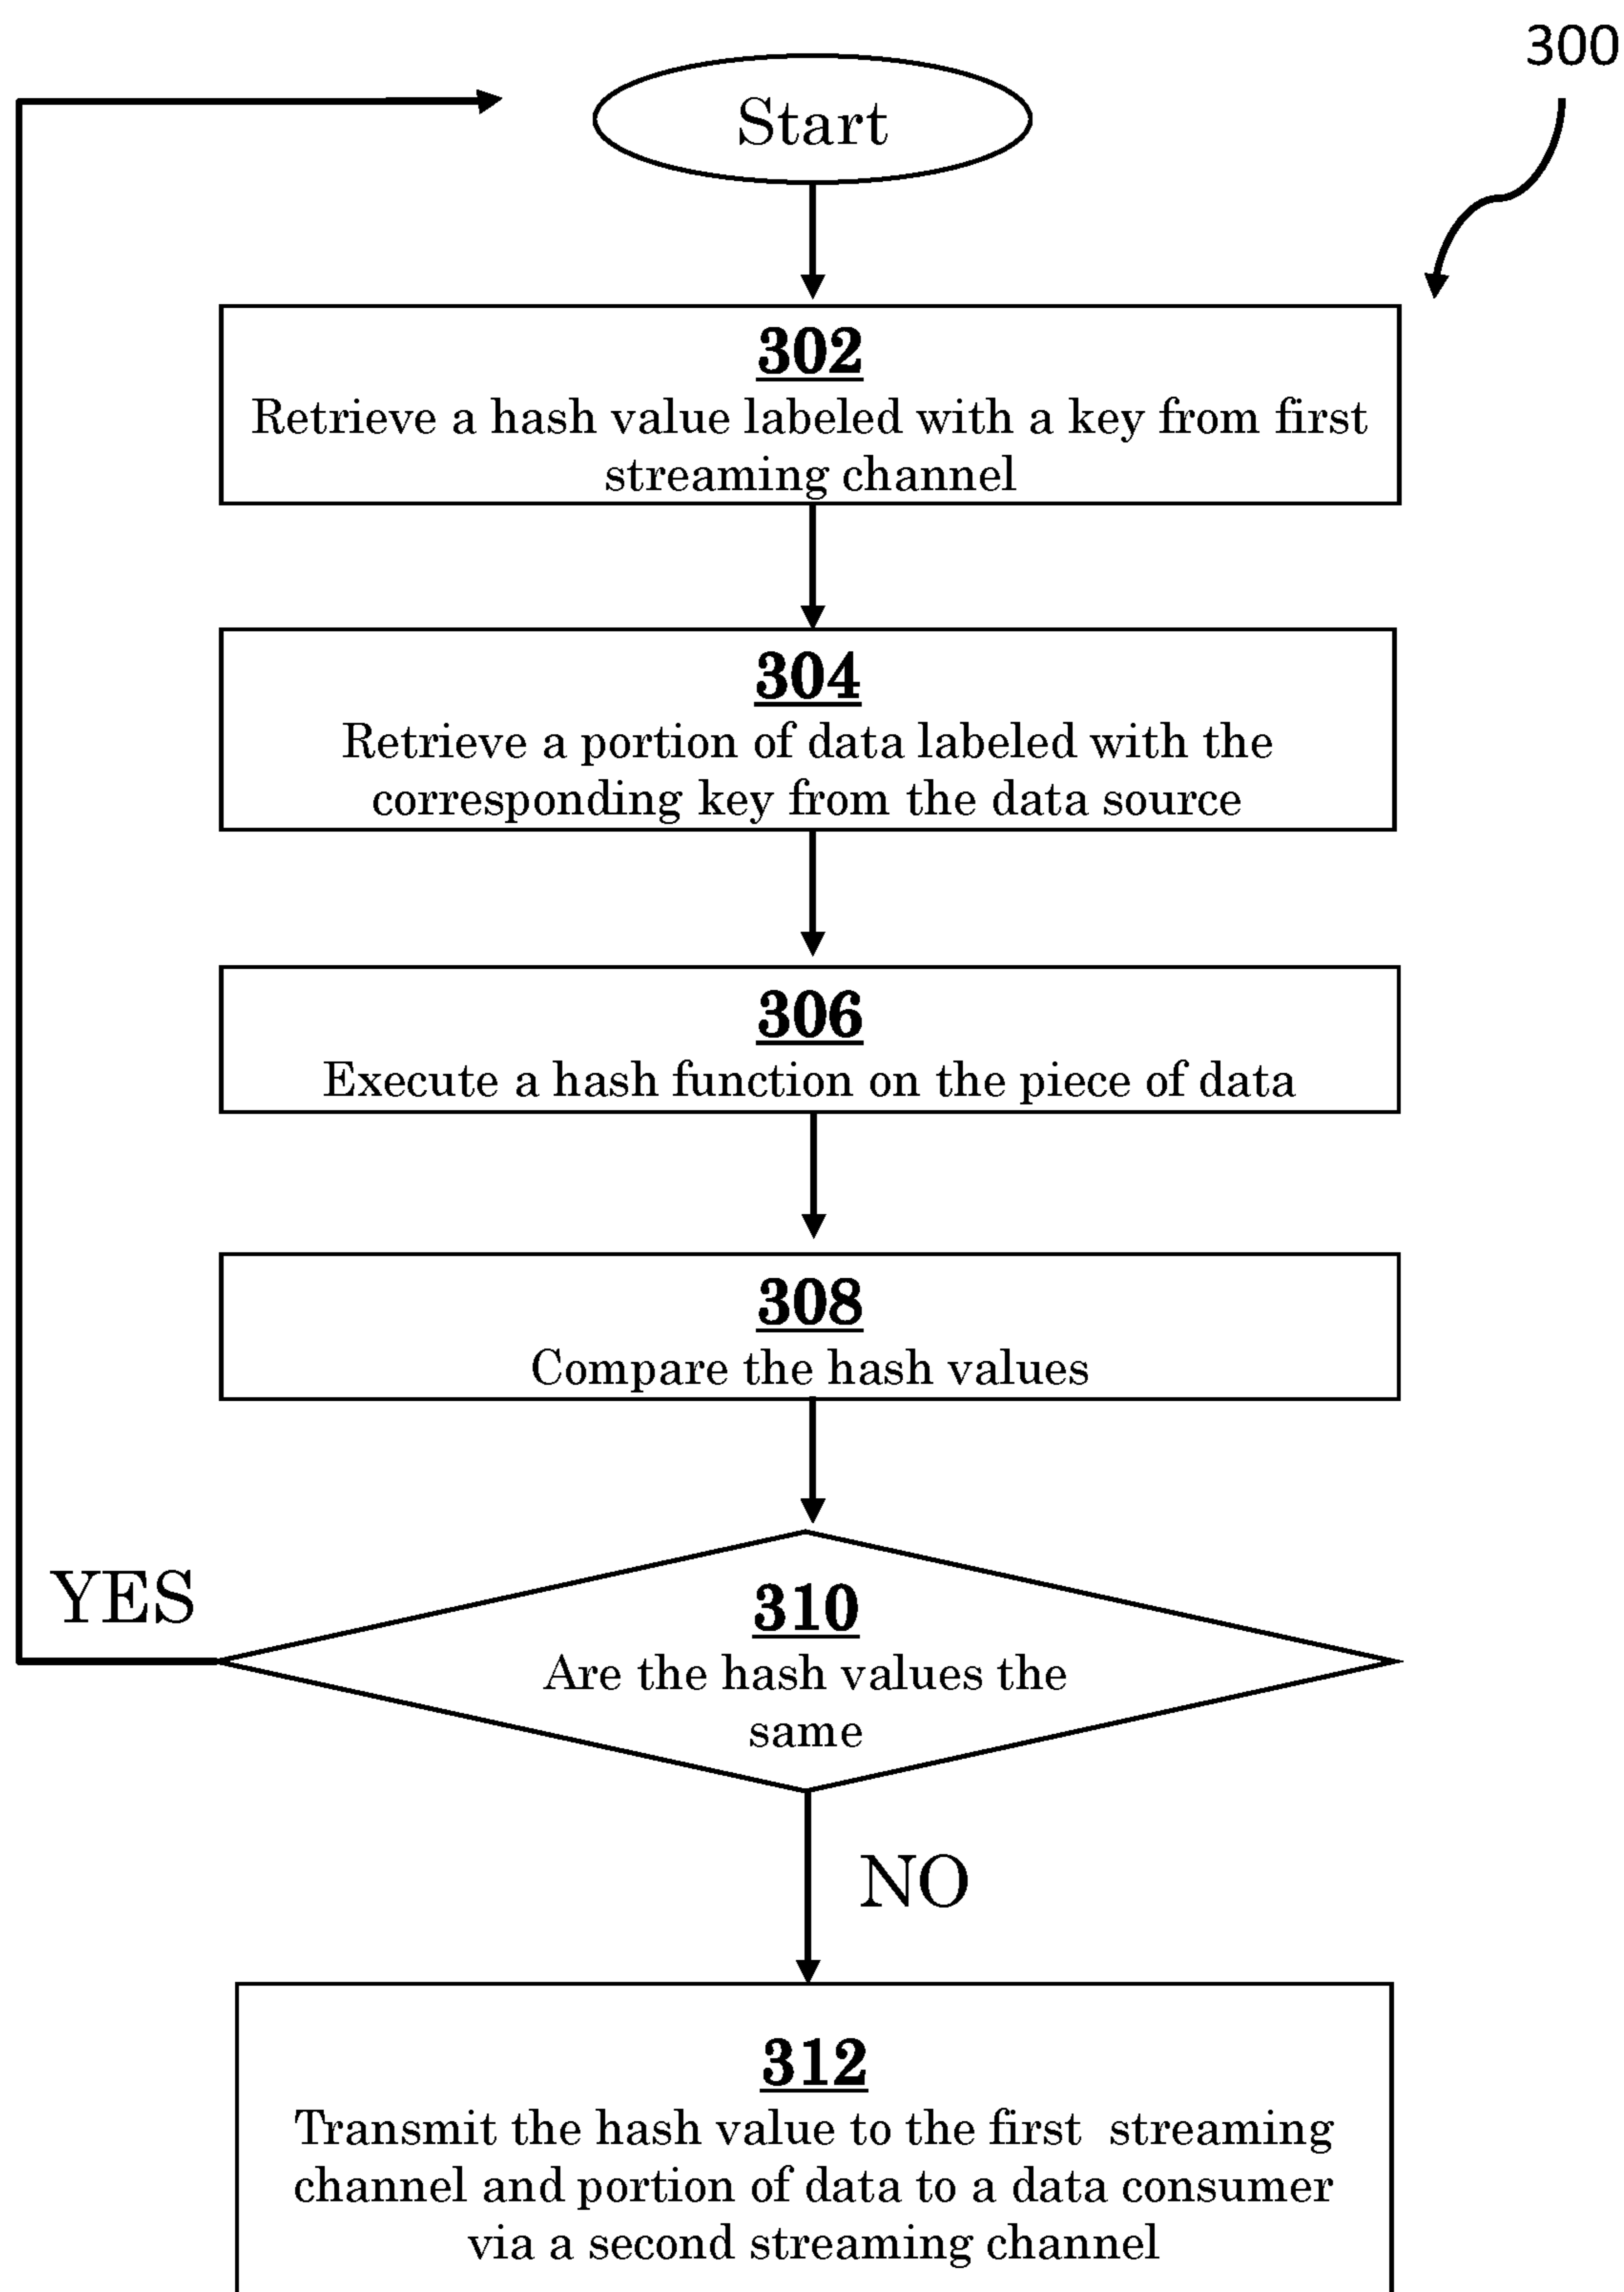 300
Start
302
Retrieve a hash value labeled with a key from first
streaming channel
304
Retrieve a portion of data labeled with the
corresponding key from the data source
306
Execute a hash function on the piece of data
308
Compare the hash values
YES
310
Are the hash values the
same
NO
312
Transmit the hash value to the first streaming
channel and portion of data to a data consumer
via a second streaming channel